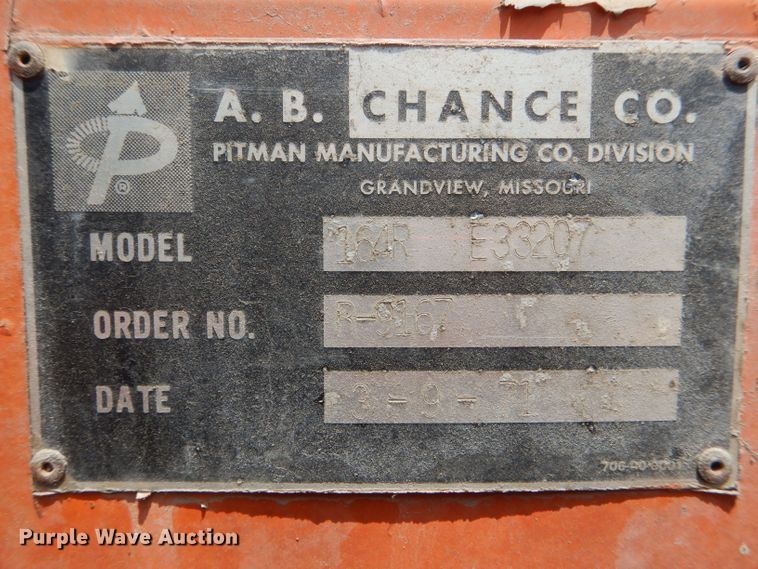 A. B. CHANCE CO.
PITMAN MANUFACTURING CO. DIVISION
GRANDVIEW, MISSOURI
P ®
MODEL 164R E33207
ORDER NO. R-9167
DATE 3-9-71
Purple Wave Auction